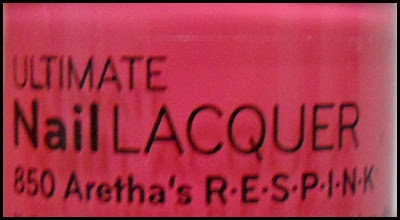 ULTIMATE
Nail LACQUER
850 Aretha's R•E•S•P•I•N•K